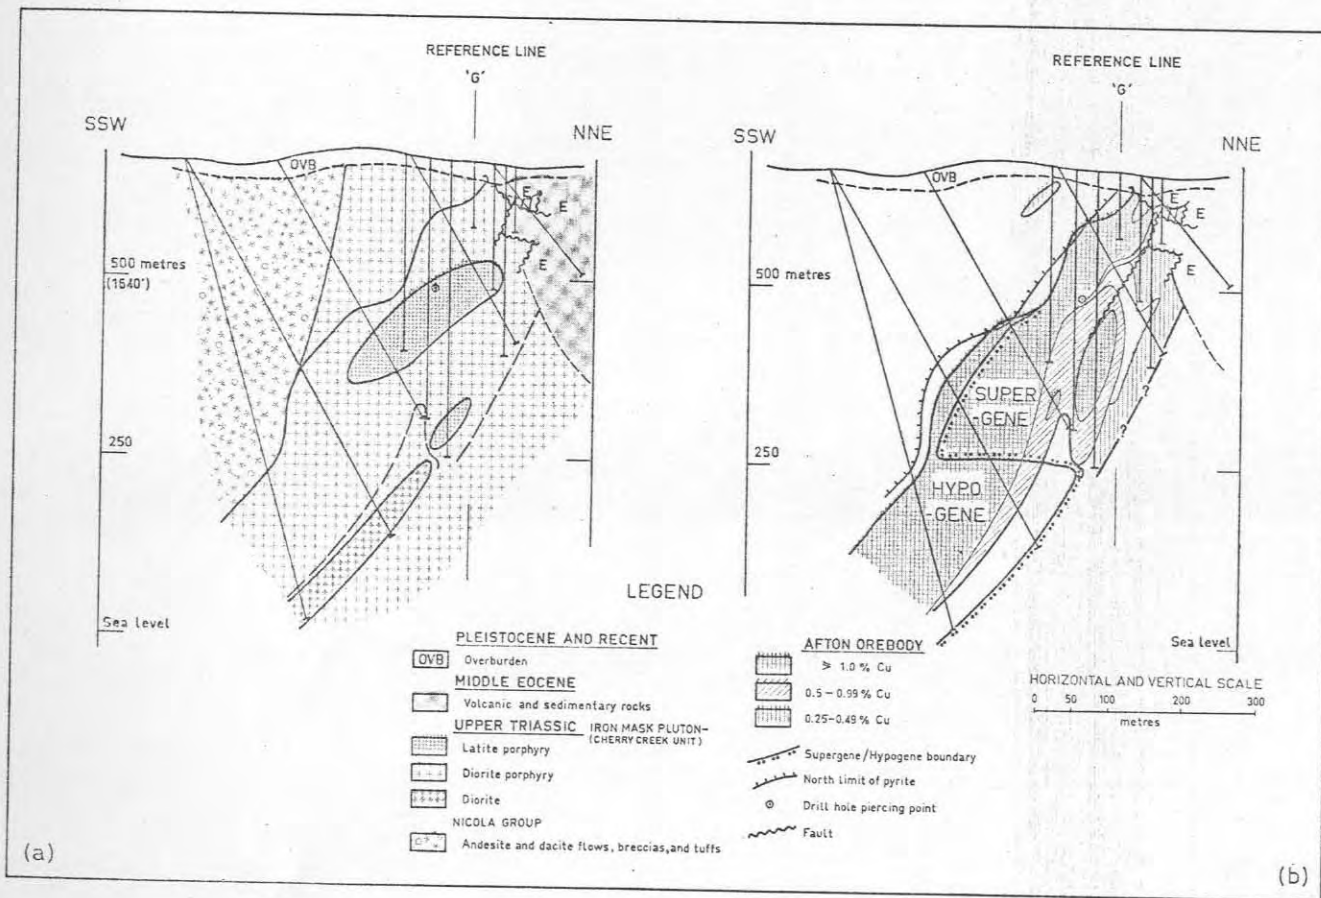 REFERENCE LINE
'G'
SSW
NNE
OVB
E
E
E
500 metres
(1640')
250
Sea level
REFERENCE LINE
'G'
SSW
NNE
OVB
E
E
E
500 metres
SUPER
-GENE
250
HYPO
-GENE
?
?
Sea level
LEGEND
PLEISTOCENE AND RECENT
OVB Overburden
MIDDLE EOCENE
Volcanic and sedimentary rocks
UPPER TRIASSIC IRON MASK PLUTON-
(CHERRY CREEK UNIT)
Latite porphyry
Diorite porphyry
Diorite
NICOLA GROUP
Andesite and dacite flows, breccias, and tuffs
AFTON OREBODY
⩾ 1.0 % Cu
0.5 - 0.99 % Cu
0.25-0.49 % Cu
Supergene/Hypogene boundary
North limit of pyrite
Drill hole piercing point
Fault
HORIZONTAL AND VERTICAL SCALE
0 50 100 200 300
metres
(a)
(b)